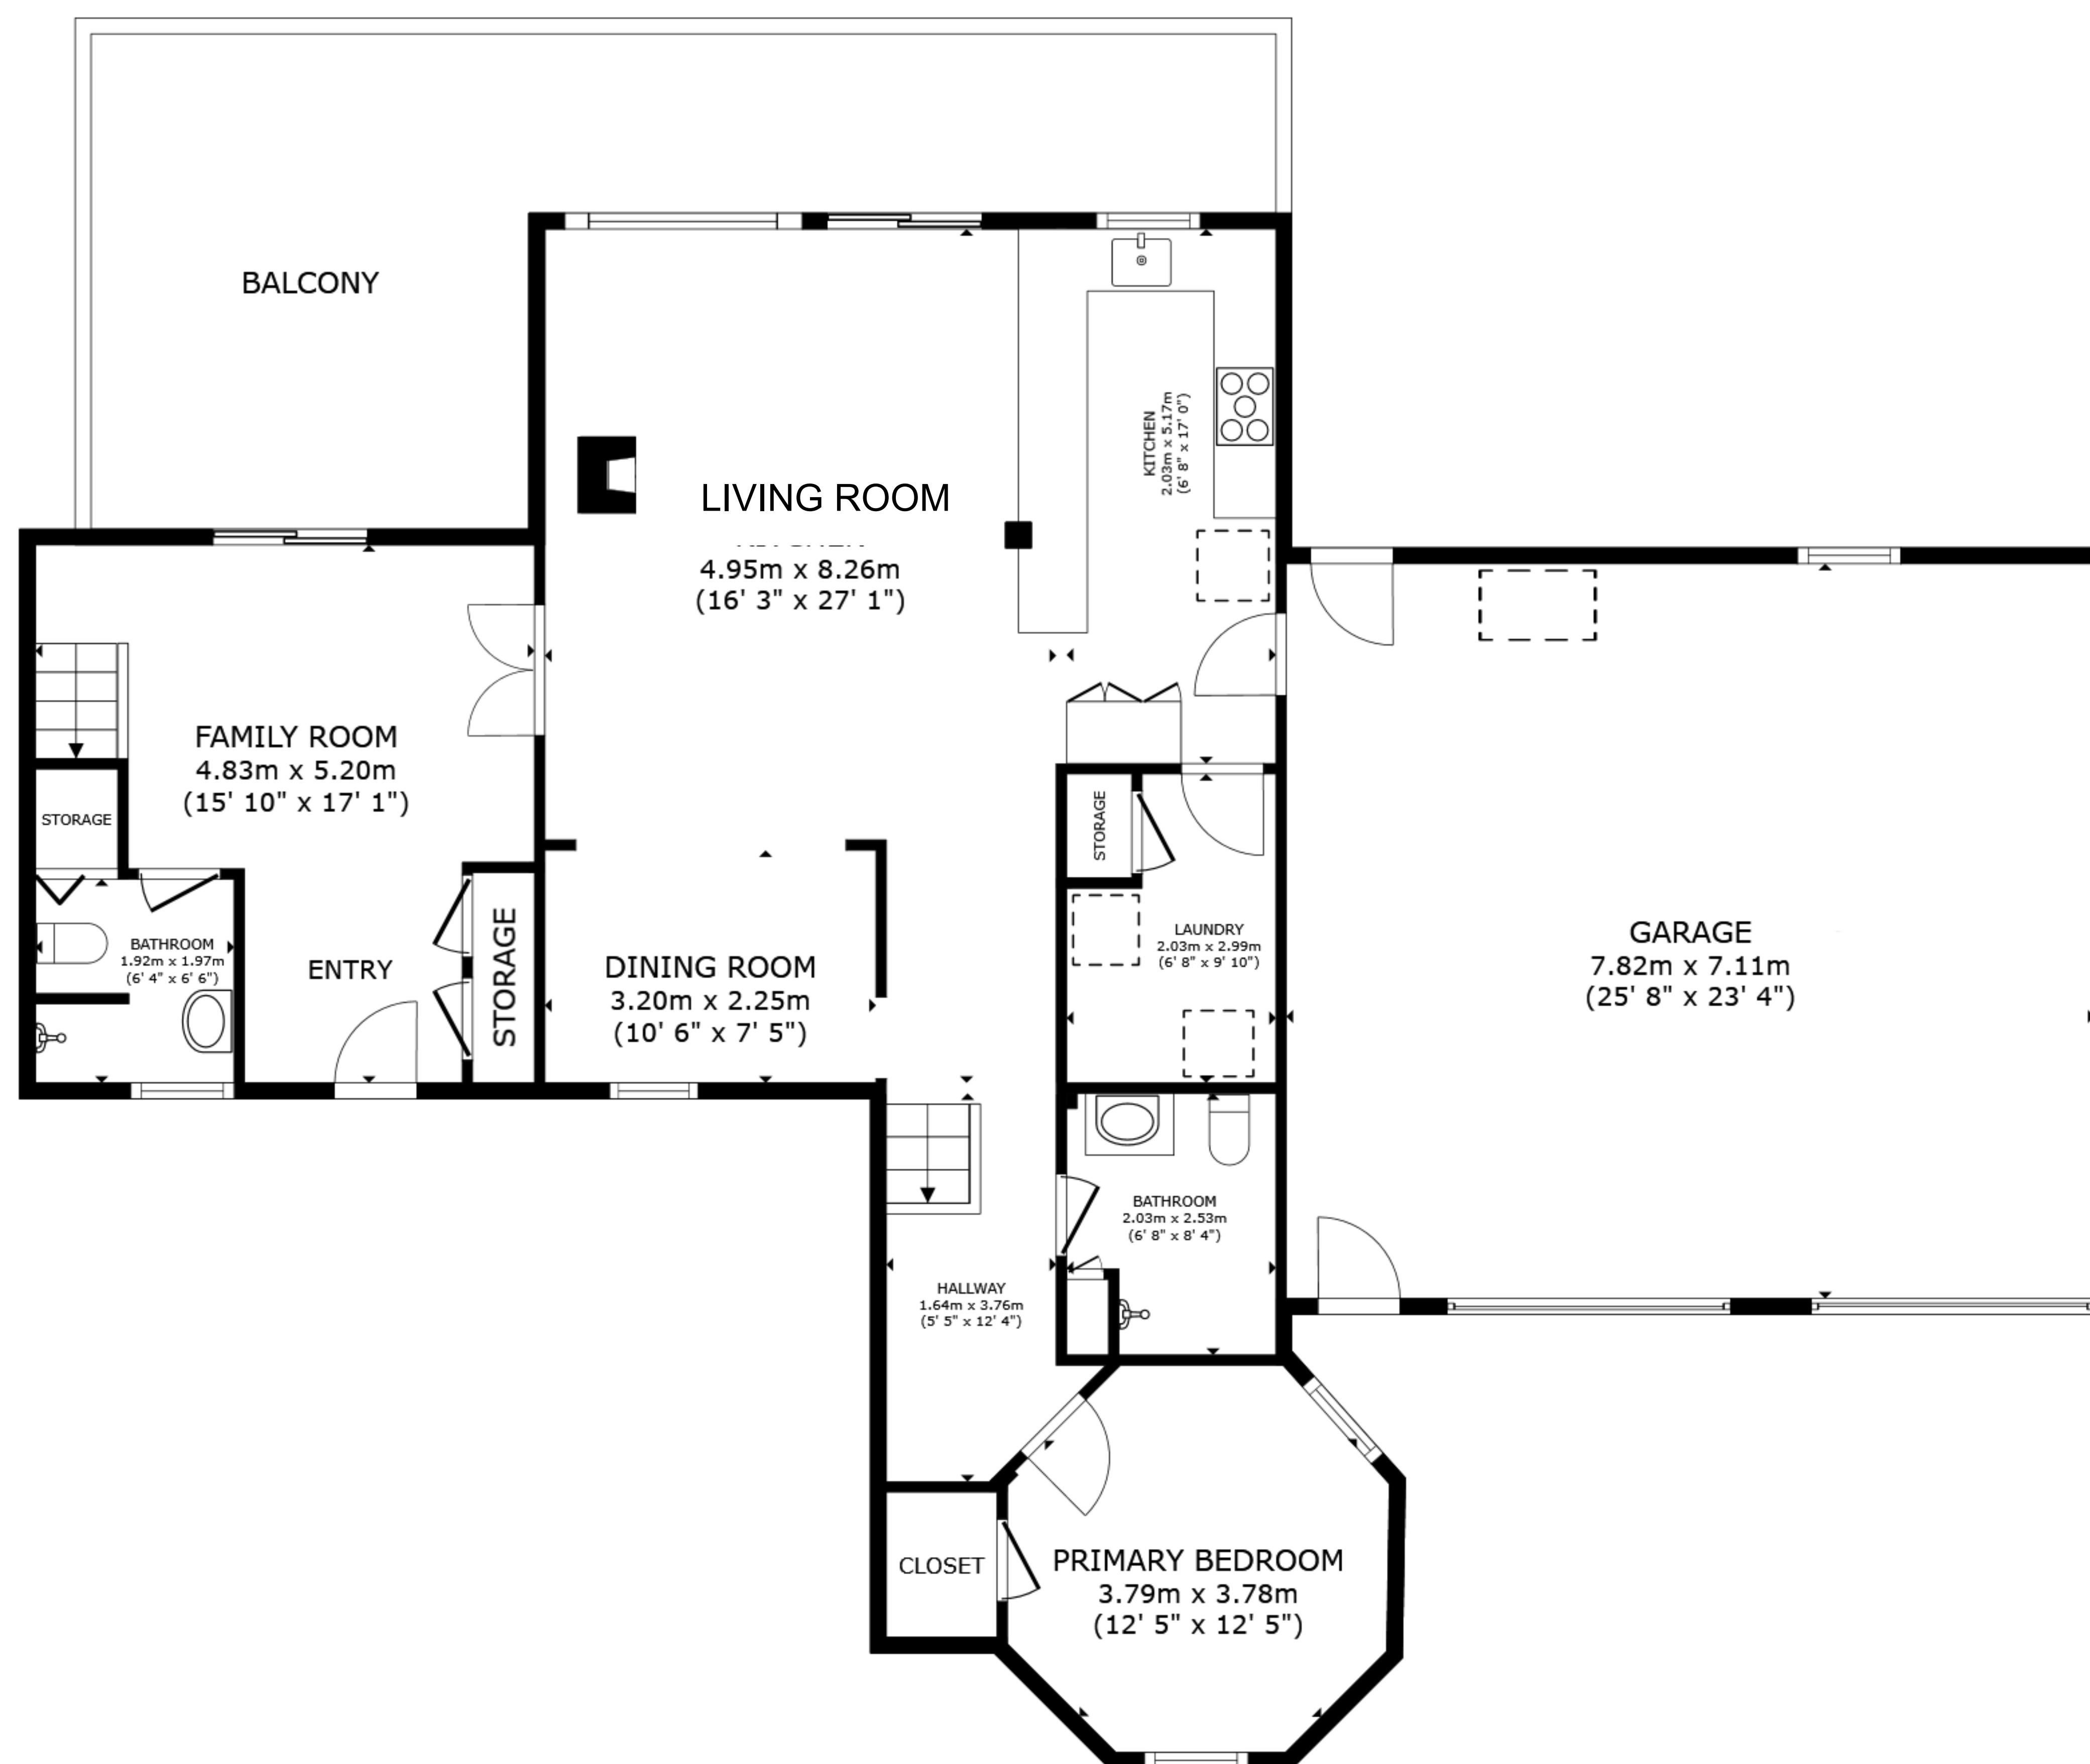 BALCONY
LIVING ROOM
4.95m x 8.26m
(16' 3" x 27' 1")
KITCHEN
2.03m x 5.17m
(6' 8" x 17' 0")
FAMILY ROOM
4.83m x 5.20m
(15' 10" x 17' 1")
STORAGE
BATHROOM
1.92m x 1.97m
(6' 4" x 6' 6")
ENTRY
STORAGE
DINING ROOM
3.20m x 2.25m
(10' 6" x 7' 5")
STORAGE
LAUNDRY
2.03m x 2.99m
(6' 8" x 9' 10")
GARAGE
7.82m x 7.11m
(25' 8" x 23' 4")
BATHROOM
2.03m x 2.53m
(6' 8" x 8' 4")
HALLWAY
1.64m x 3.76m
(5' 5" x 12' 4")
CLOSET
PRIMARY BEDROOM
3.79m x 3.78m
(12' 5" x 12' 5")